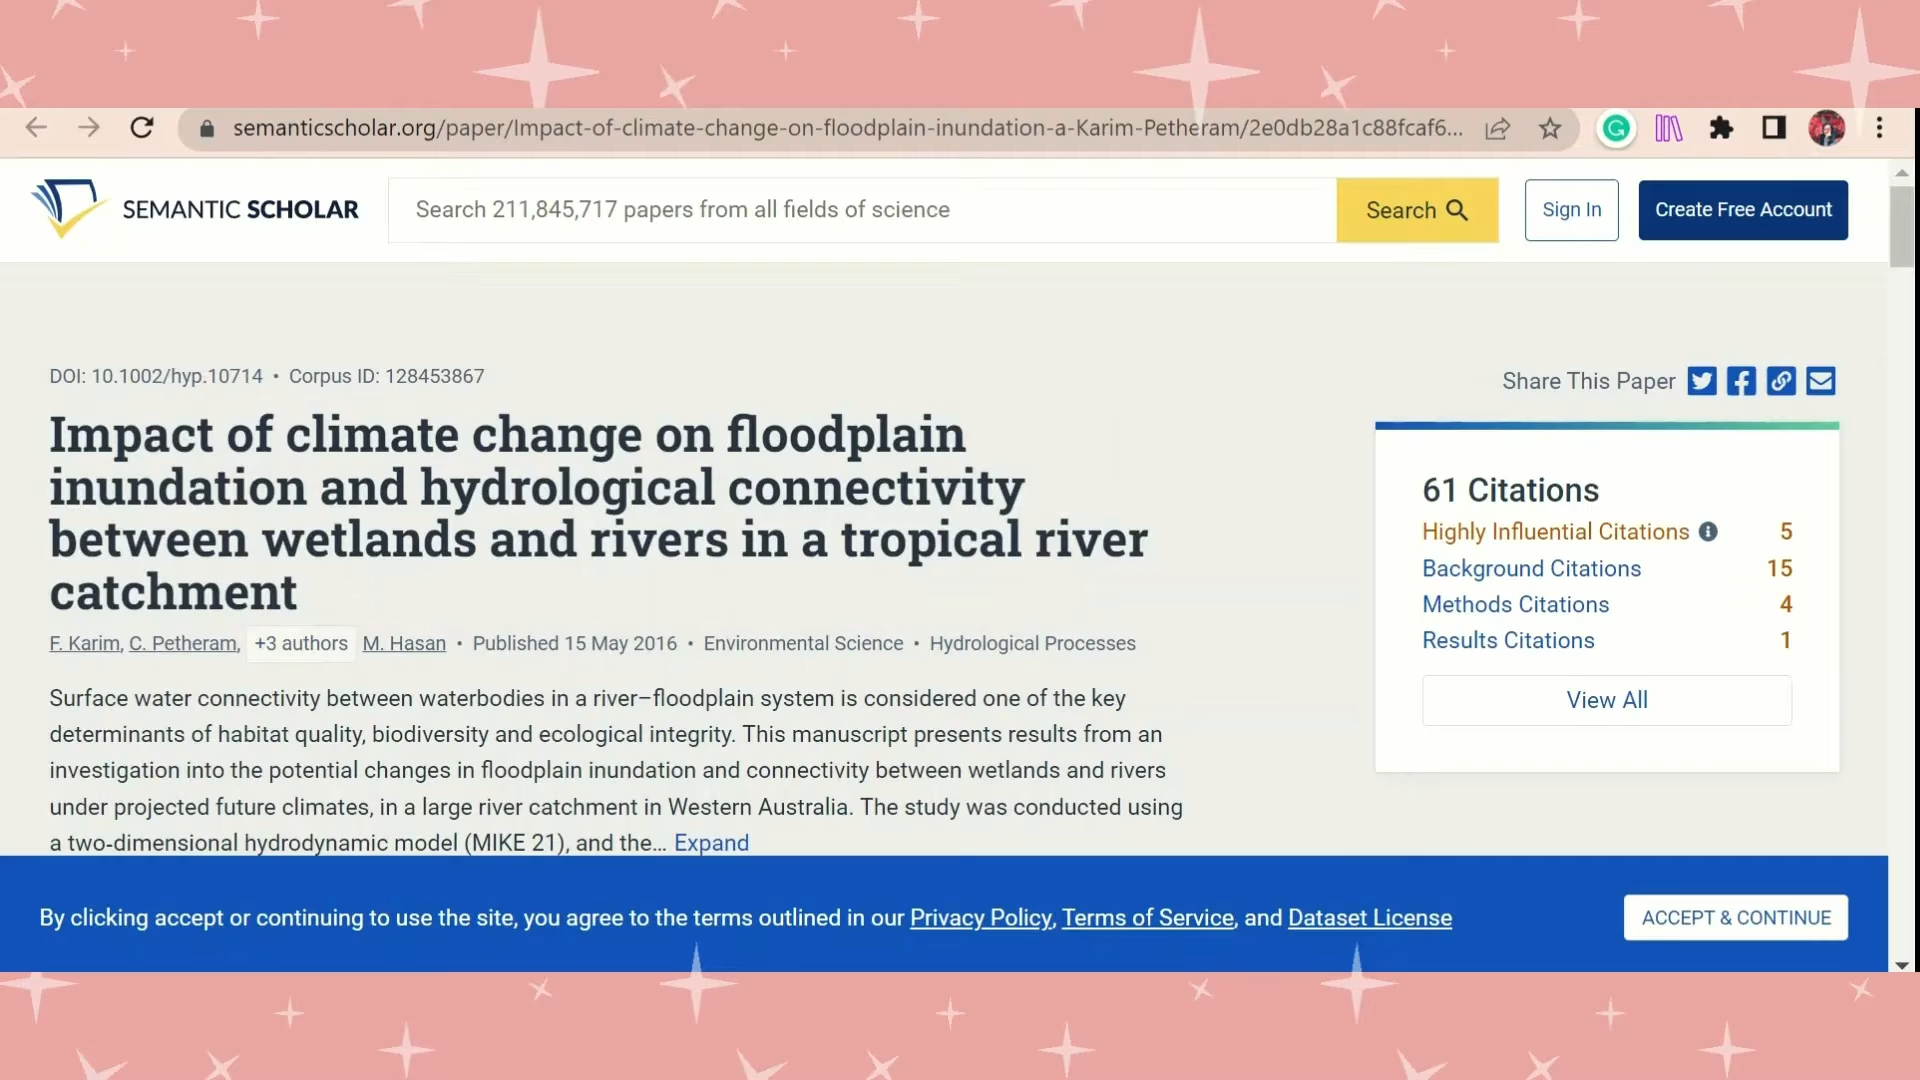 semanticscholar.org/paper/Impact-of-climate-change-on-floodplain-inundation-a-Karim-Petheram/2e0db28a1c88fcaf6...
SEMANTIC SCHOLAR
Search 211,845,717 papers from all fields of science
Search
Sign In
Create Free Account
DOI: 10.1002/hyp.10714 • Corpus ID: 128453867
Share This Paper
Impact of climate change on floodplain
inundation and hydrological connectivity
between wetlands and rivers in a tropical river
catchment
F. Karim, C. Petheram, +3 authors M. Hasan • Published 15 May 2016 • Environmental Science • Hydrological Processes
Surface water connectivity between waterbodies in a river–floodplain system is considered one of the key
determinants of habitat quality, biodiversity and ecological integrity. This manuscript presents results from an
investigation into the potential changes in floodplain inundation and connectivity between wetlands and rivers
under projected future climates, in a large river catchment in Western Australia. The study was conducted using
a two‐dimensional hydrodynamic model (MIKE 21), and the... Expand
61 Citations
Highly Influential Citations 5
Background Citations 15
Methods Citations 4
Results Citations 1
View All
By clicking accept or continuing to use the site, you agree to the terms outlined in our Privacy Policy, Terms of Service, and Dataset License
ACCEPT & CONTINUE